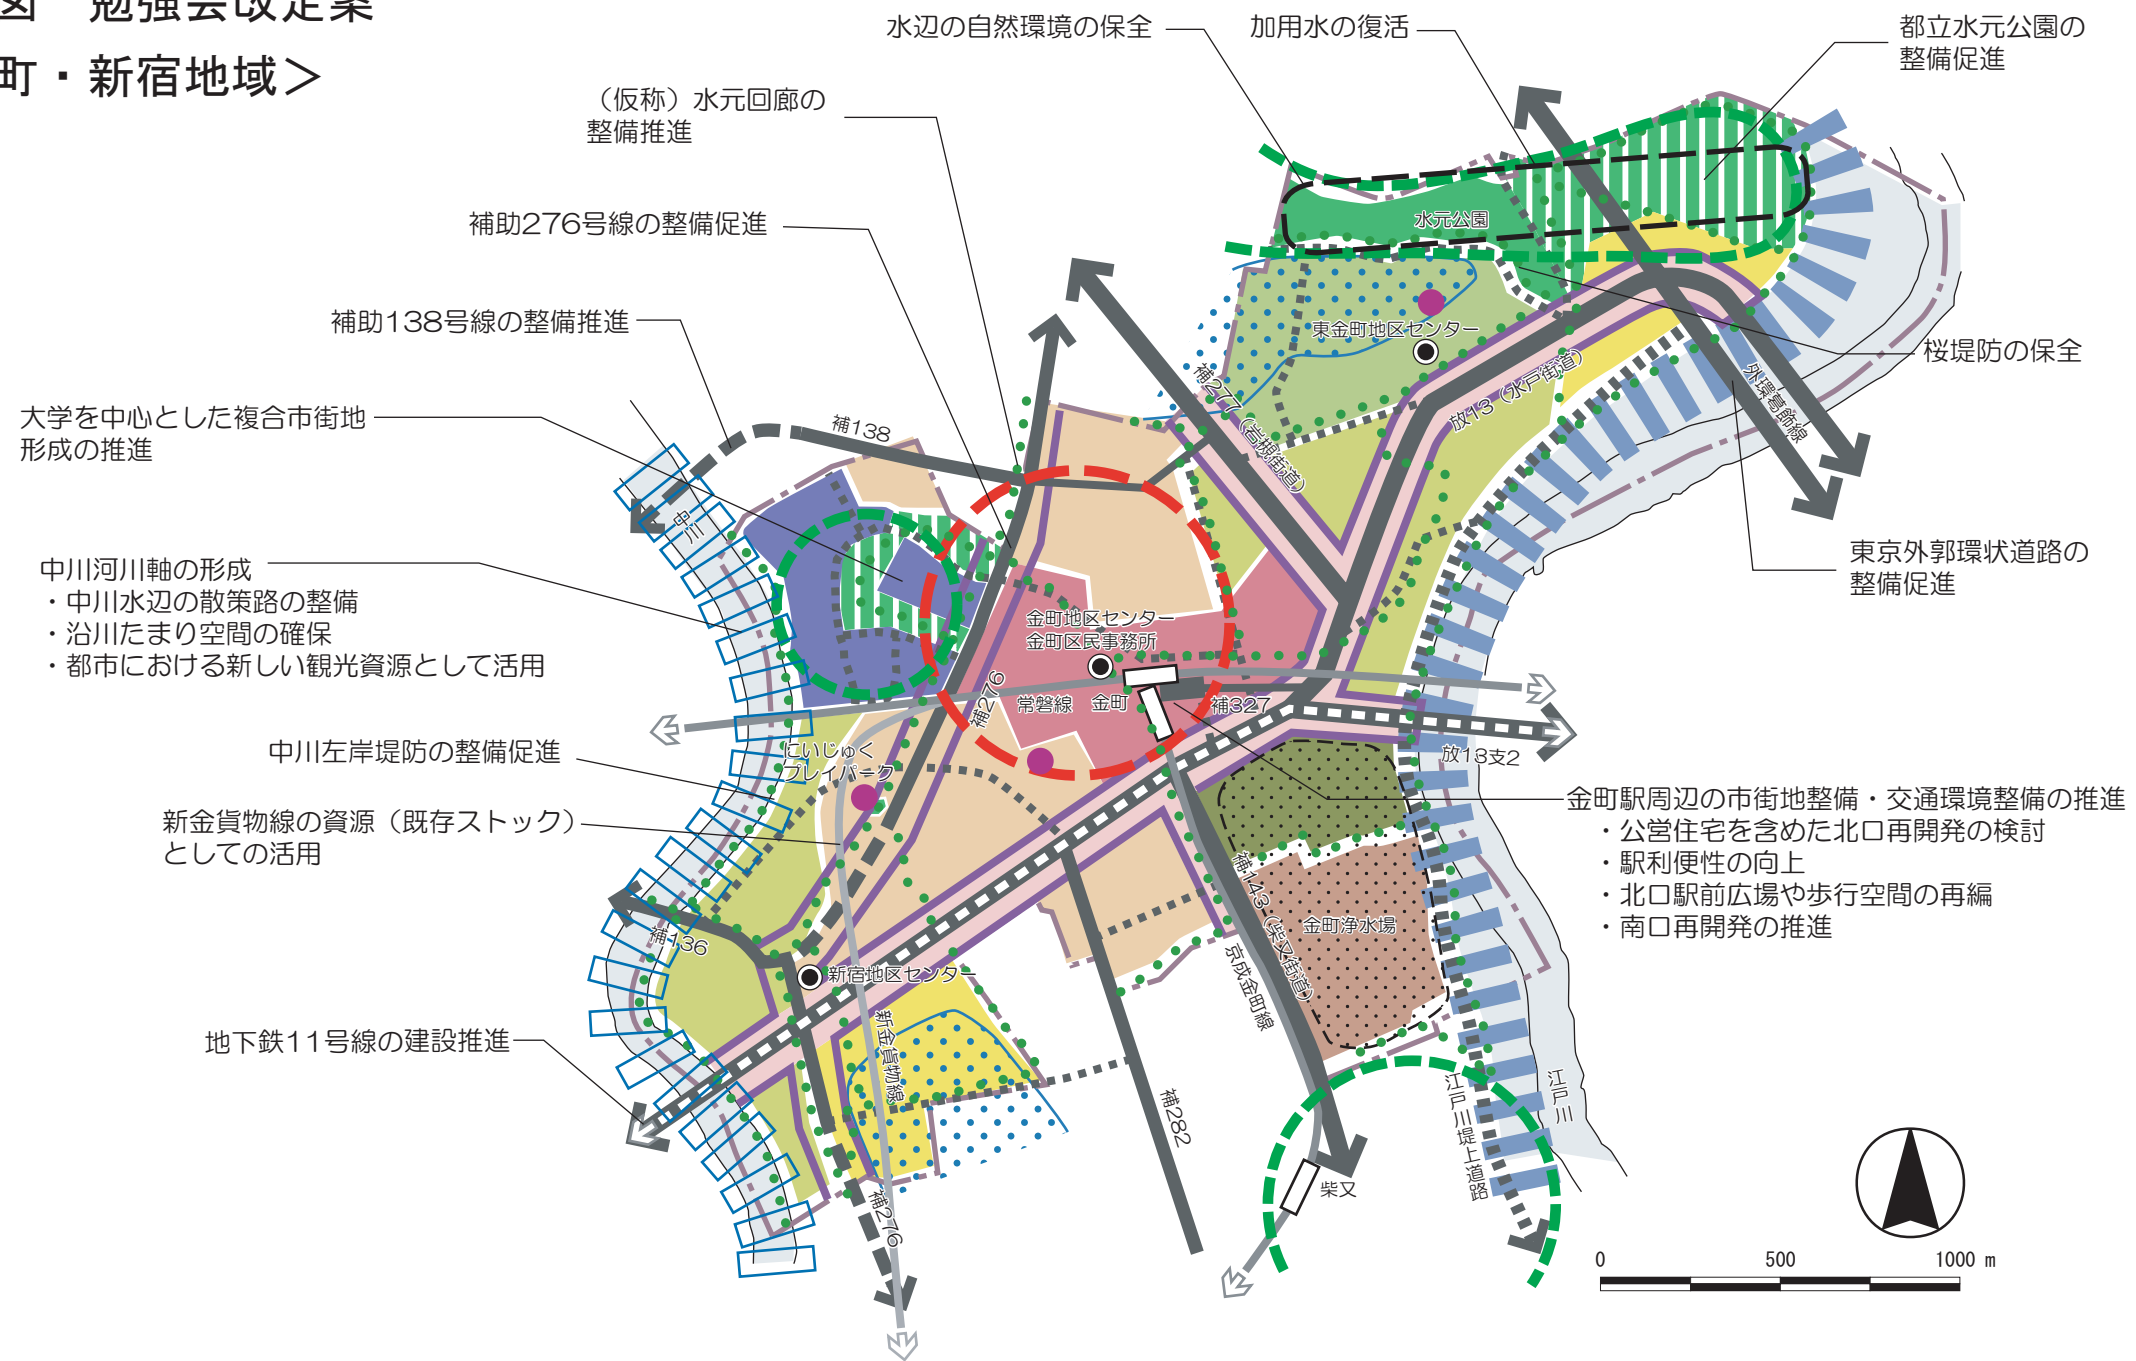 図 勉強会改定案
町・新宿地域＞
水辺の自然環境の保全
加用水の復活
都立水元公園の
整備促進
（仮称）水元回廊の
整備推進
補助276号線の整備促進
補助138号線の整備推進
大学を中心とした複合市街地
形成の推進
中川河川軸の形成
・中川水辺の散策路の整備
・沿川たまり空間の確保
・都市における新しい観光資源として活用
中川左岸堤防の整備促進
新金貨物線の資源（既存ストック）
としての活用
地下鉄11号線の建設推進
桜堤防の保全
東京外郭環状道路の
整備促進
金町駅周辺の市街地整備・交通環境整備の推進
・公営住宅を含めた北口再開発の検討
・駅利便性の向上
・北口駅前広場や歩行空間の再編
・南口再開発の推進
水元公園
東金町地区センター
補277（岩槻街道）
放13（水戸街道）
外環葛飾線
補138
中川
金町地区センター
金町区民事務所
補276
常磐線
金町
補327
放13支2
にいじゅく
プレイパーク
補136
新宿地区センター
新金貨物線
補143（柴又街道）
金町浄水場
京成金町線
補282
江戸川堤上道路
江戸川
柴又
補276
0 500 1000 m